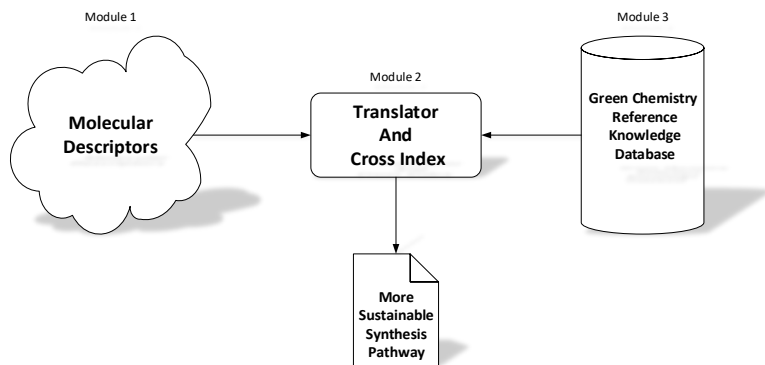 Module 1
Module 3
Module 2
Molecular
Descriptors
Translator
And
Cross Index
Green Chemistry
Reference
Knowledge
Database
More
Sustainable
Synthesis
Pathway